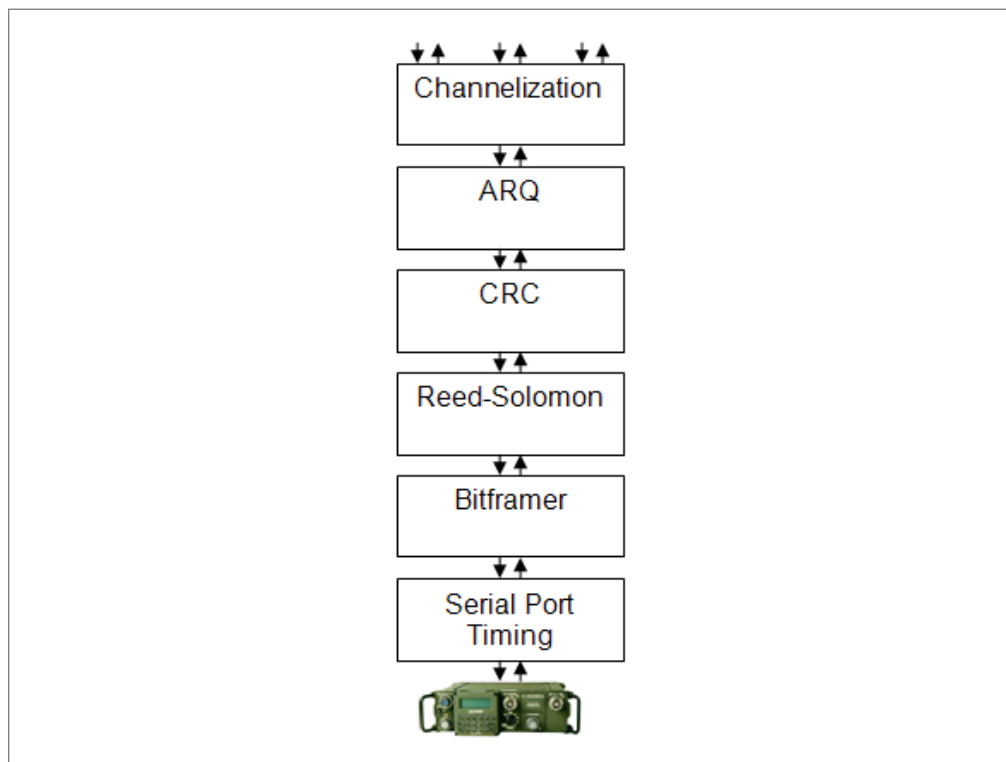 Channelization
ARQ
CRC
Reed-Solomon
Bitframer
Serial Port
Timing